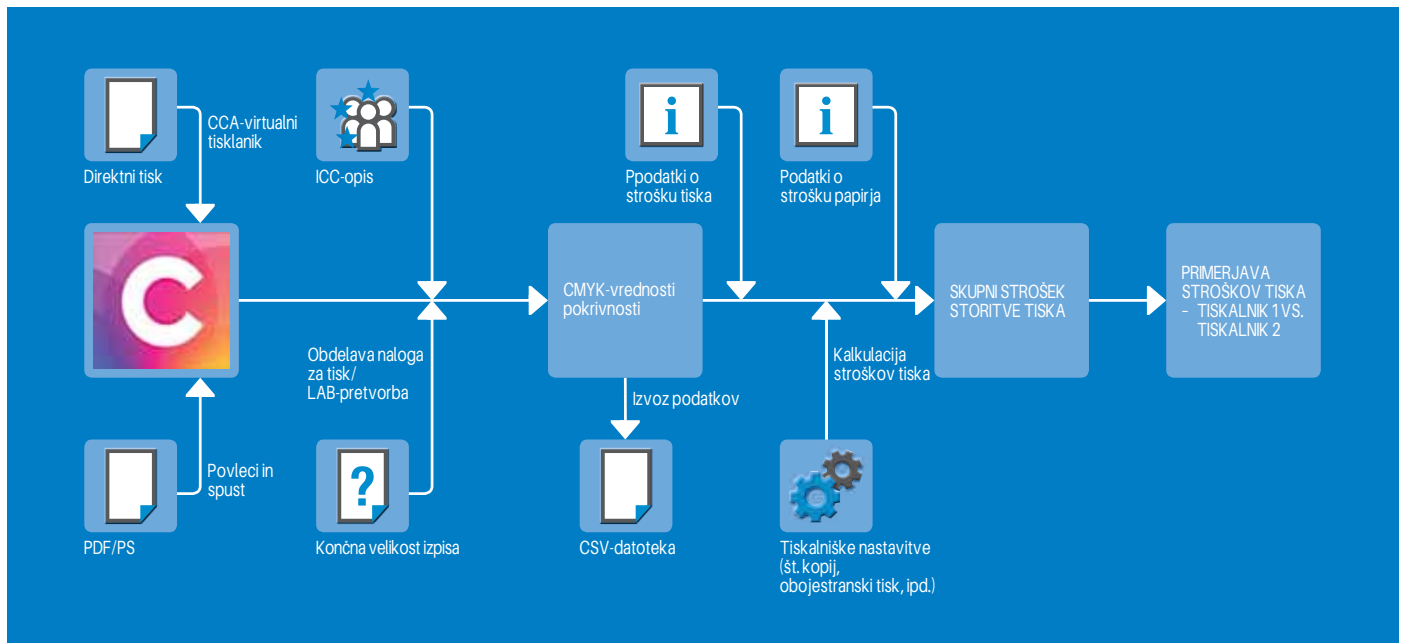 Direktni tisk
CCA-virtualni
tisklanik
ICC-opis
Ppodatki o
strošku tiska
Podatki o
strošku papirja
C
CMYK-vrednosti
pokrivnosti
SKUPNI STROŠEK
STORITVE TISKA
PRIMERJAVA
STROŠKOV TISKA
– TISKALNIK 1 VS.
TISKALNIK 2
Obdelava naloga
za tisk/
LAB-pretvorba
Kalkulacija
stroškov tiska
Izvoz podatkov
Povleci in
spust
PDF/PS
?
Končna velikost izpisa
CSV-datoteka
Tiskalniške nastavitve
(št. kopij,
obojestranski tisk, ipd.)
i
i